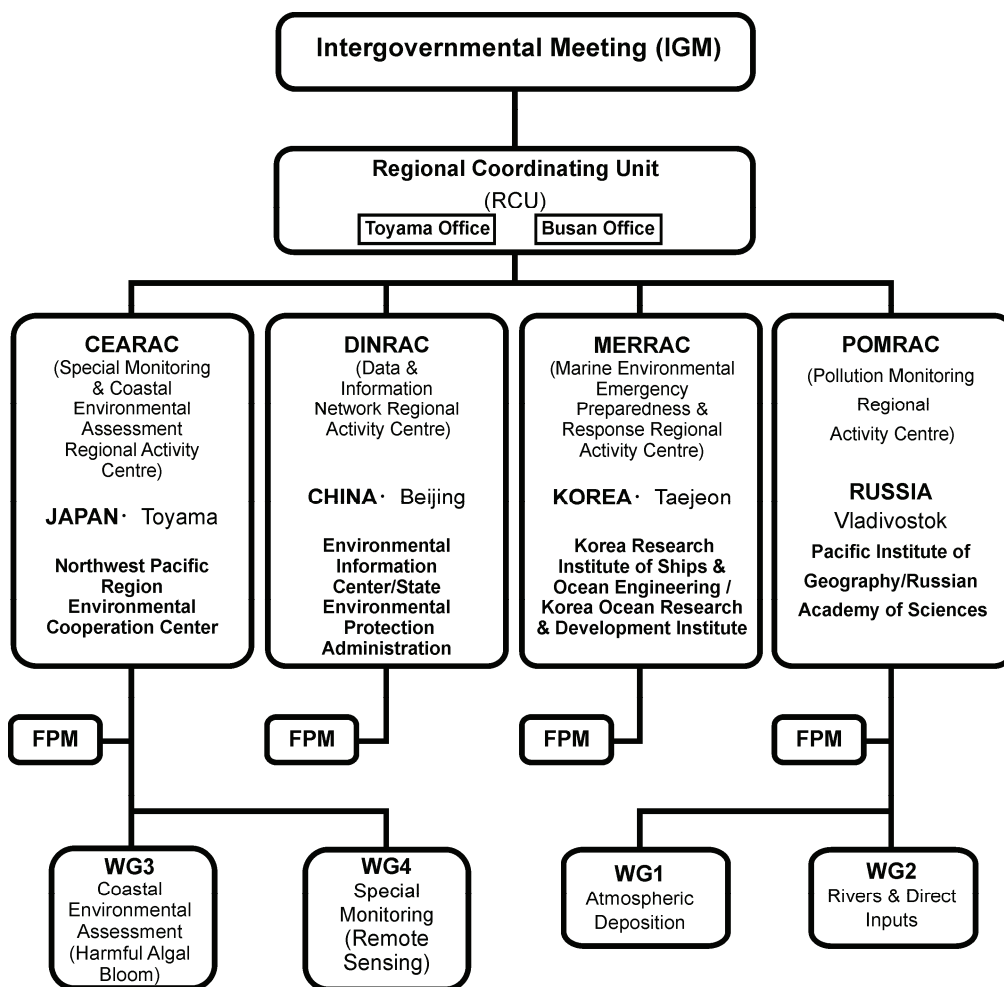 Intergovernmental Meeting (IGM)
Regional Coordinating Unit
(RCU)
Toyama Office
Busan Office
CEARAC
(Special Monitoring
& Coastal
Environmental
Assessment
Regional Activity
Centre)
JAPAN· Toyama
Northwest Pacific
Region
Environmental
Cooperation Center
DINRAC
(Data &
Information
Network Regional
Activity Centre)
CHINA· Beijing
Environmental
Information
Center/State
Environmental
Protection
Administration
MERRAC
(Marine Environmental
Emergency
Preparedness &
Response Regional
Activity Centre)
KOREA· Taejeon
Korea Research
Institute of Ships &
Ocean Engineering /
Korea Ocean Research
& Development Institute
POMRAC
(Pollution Monitoring
Regional
Activity Centre)
RUSSIA
Vladivostok
Pacific Institute of
Geography/Russian
Academy of Sciences
FPM
FPM
FPM
FPM
WG3
Coastal
Environmental
Assessment
(Harmful Algal
Bloom)
WG4
Special
Monitoring
(Remote
Sensing)
WG1
Atmospheric
Deposition
WG2
Rivers & Direct
Inputs